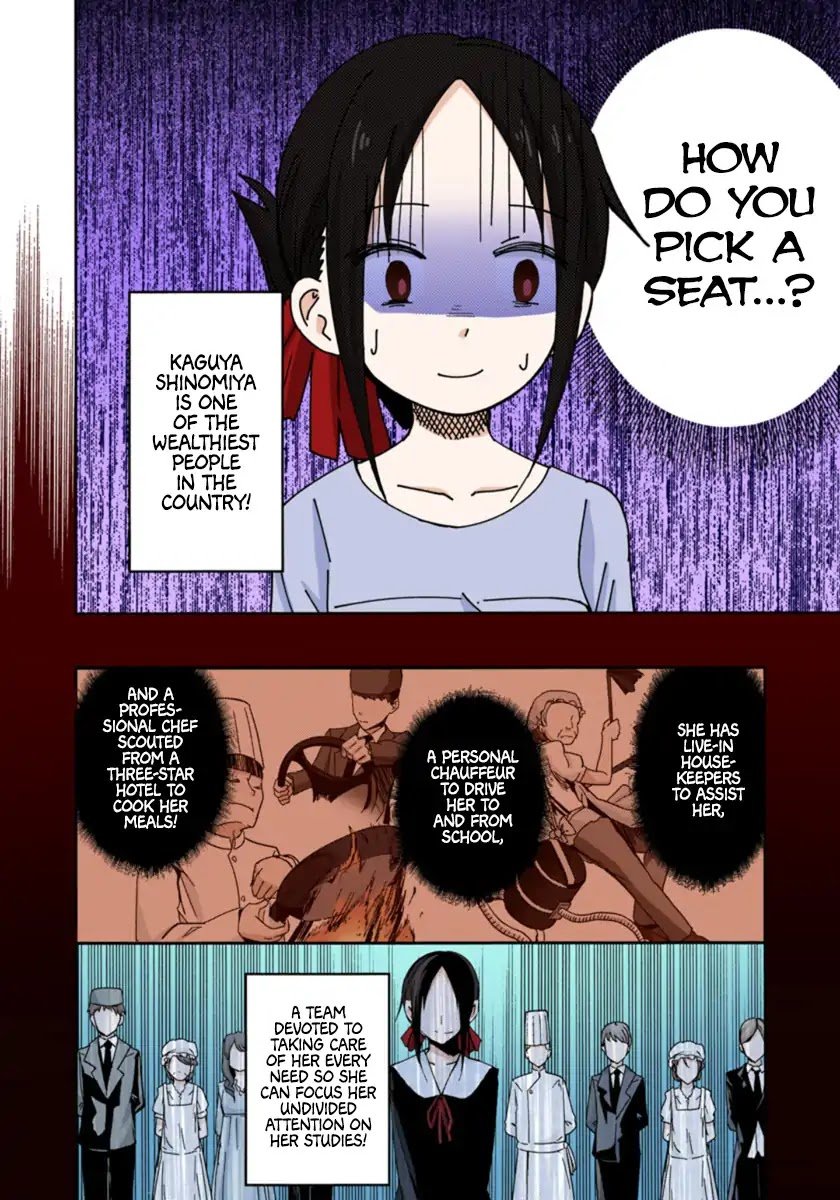 HOW
DO YOU
PICK A
SEAT...?
KAGUYA
SHINOMIYA
IS ONE
OF THE
WEALTHIEST
PEOPLE
IN THE
COUNTRY!
SHE HAS
LIVE-IN
HOUSE-
KEEPERS
TO ASSIST
HER,
A PERSONAL
CHAUFFEUR
TO DRIVE
HER TO
AND FROM
SCHOOL,
AND A
PROFES-
SIONAL CHEF
SCOUTED
FROM A
THREE-STAR
HOTEL TO
COOK HER
MEALS!
A TEAM
DEVOTED TO
TAKING CARE
OF HER EVERY
NEED SO SHE
CAN FOCUS HER
UNDIVIDED
ATTENTION ON
HER STUDIES!